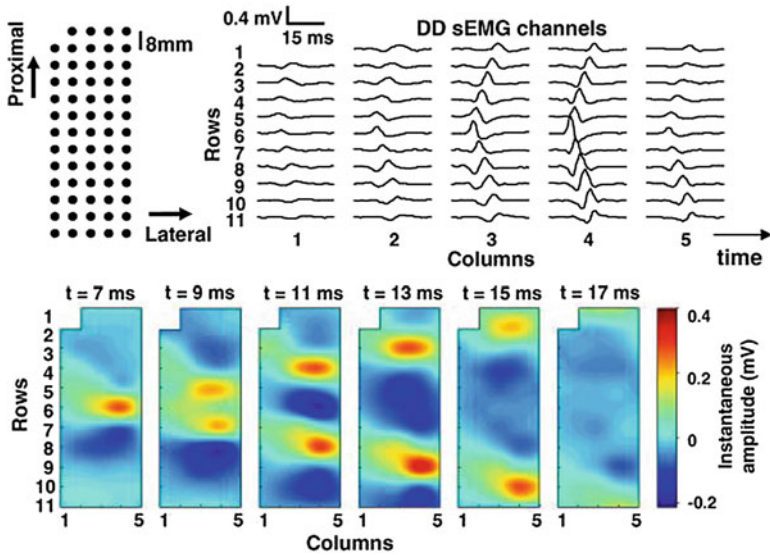 0.4 mV
15 ms
DD sEMG channels
Proximal
8mm
Lateral
Rows
1
2
3
4
5
6
7
8
9
10
11
1 2 3 4 5
Columns
time
t = 7 ms t = 9 ms t = 11 ms t = 13 ms t = 15 ms t = 17 ms
Rows
1
2
3
4
5
6
7
8
9
10
11
1 5 1 5 1 5 1 5 1 5 1 5
Columns
0.4
0.2
0
-0.2
Instantaneous
amplitude (mV)